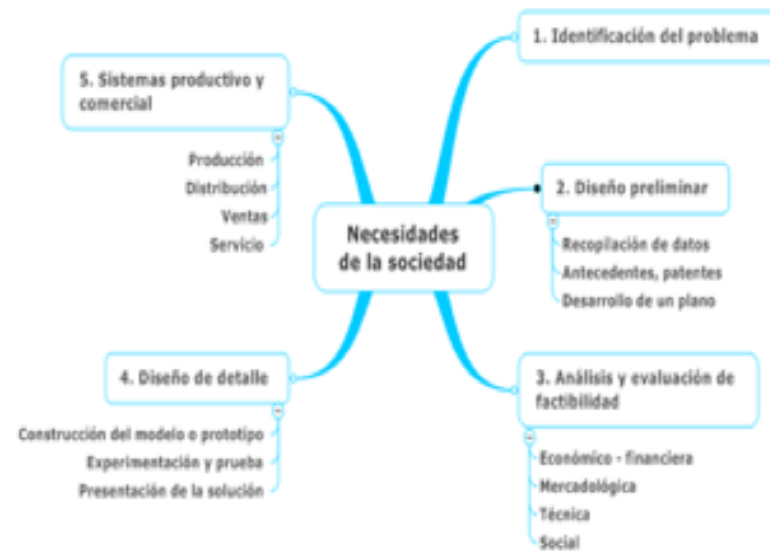 Necesidades
de la sociedad
1. Identificación del problema
2. Diseño preliminar
Recopilación de datos
Antecedentes, patentes
Desarrollo de un plano
3. Análisis y evaluación de
factibilidad
Económico - financiera
Mercadológica
Técnica
Social
4. Diseño de detalle
Construcción del modelo o prototipo
Experimentación y prueba
Presentación de la solución
5. Sistemas productivo y
comercial
Producción
Distribución
Ventas
Servicio